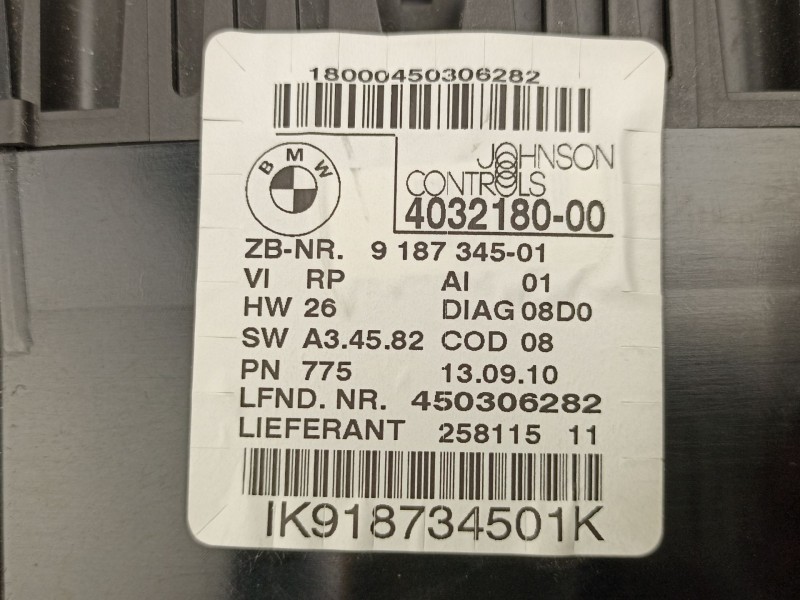 18000450306282
BMW
JOHNSON
CONTROLS
4032180-00
ZB-NR. 9 187 345-01
VI RP AI 01
HW 26 DIAG 08D0
SW A3.45.82 COD 08
PN 775 13.09.10
LFND. NR. 450306282
LIEFERANT 258115 11
IK918734501K